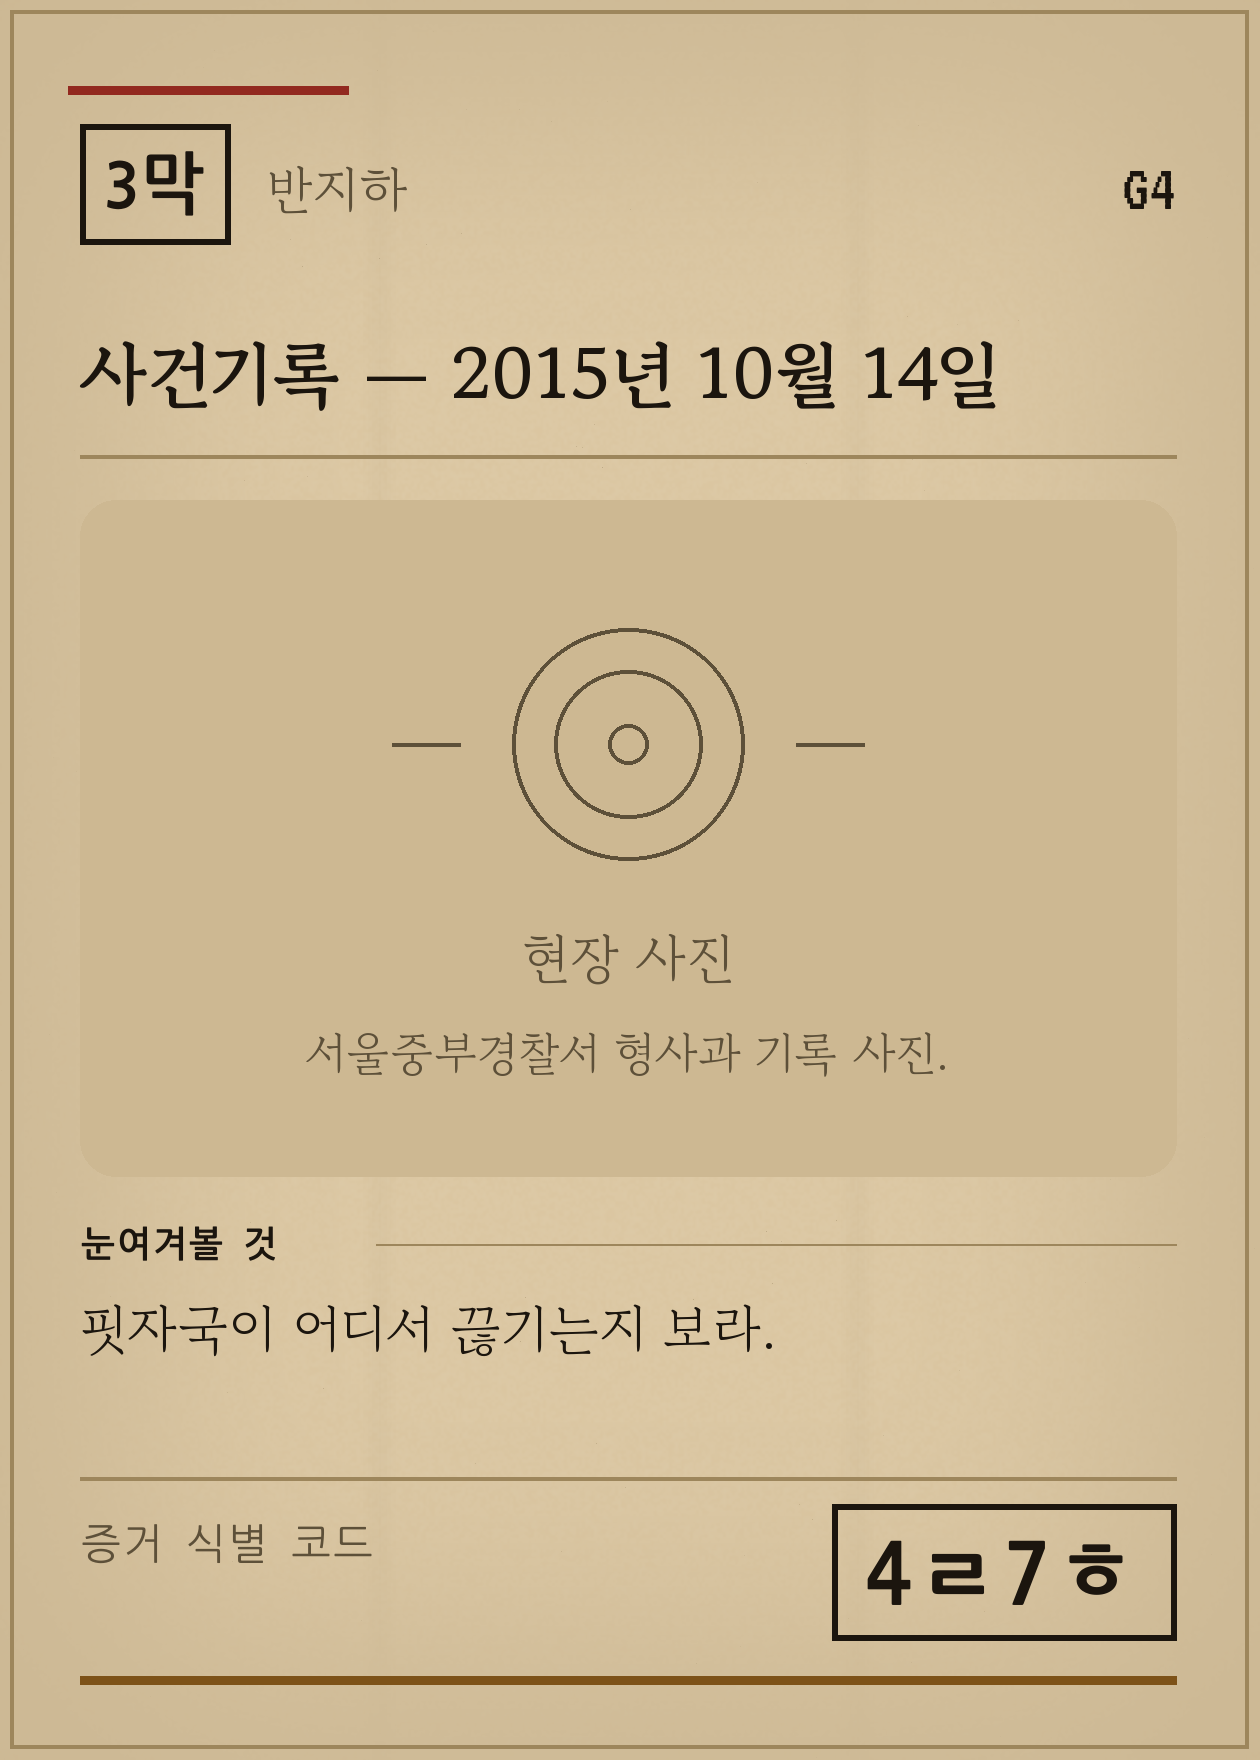 3막 반지하 G4
사건기록 — 2015년 10월 14일
현장 사진
서울중부경찰서 형사과 기록 사진.
눈여겨볼 것
핏자국이 어디서 끊기는지 보라.
증거 식별 코드 4ㄹ7ㅎ